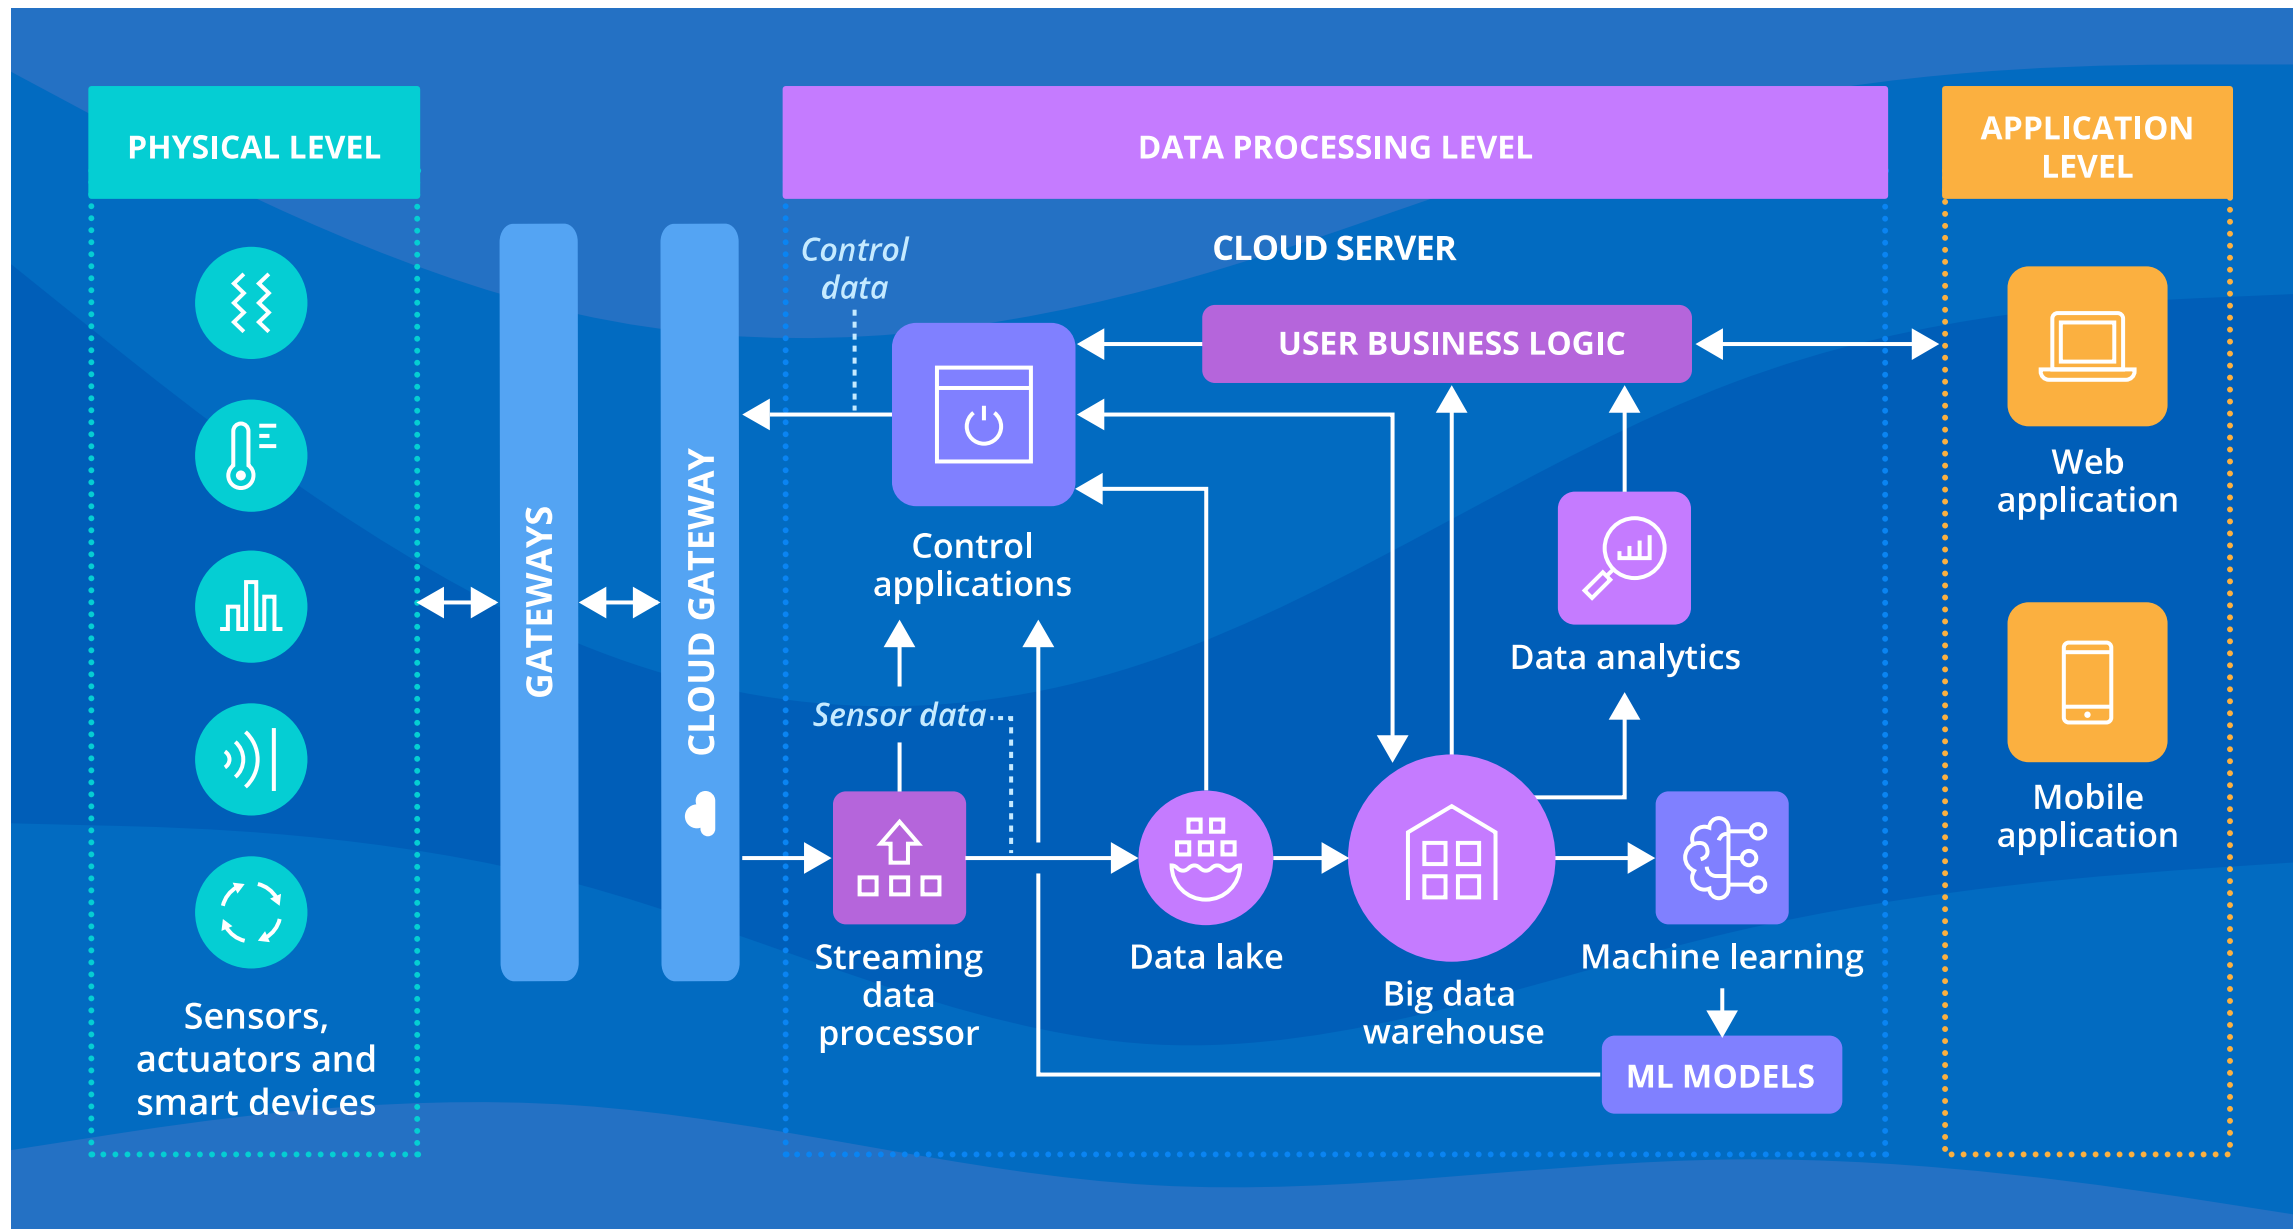 PHYSICAL LEVEL
Sensors,
actuators and
smart devices
GATEWAYS
CLOUD GATEWAY
DATA PROCESSING LEVEL
CLOUD SERVER
Control
data
USER BUSINESS LOGIC
Control
applications
Data analytics
Sensor data
Streaming
data
processor
Data lake
Big data
warehouse
Machine learning
ML MODELS
APPLICATION
LEVEL
Web
application
Mobile
application